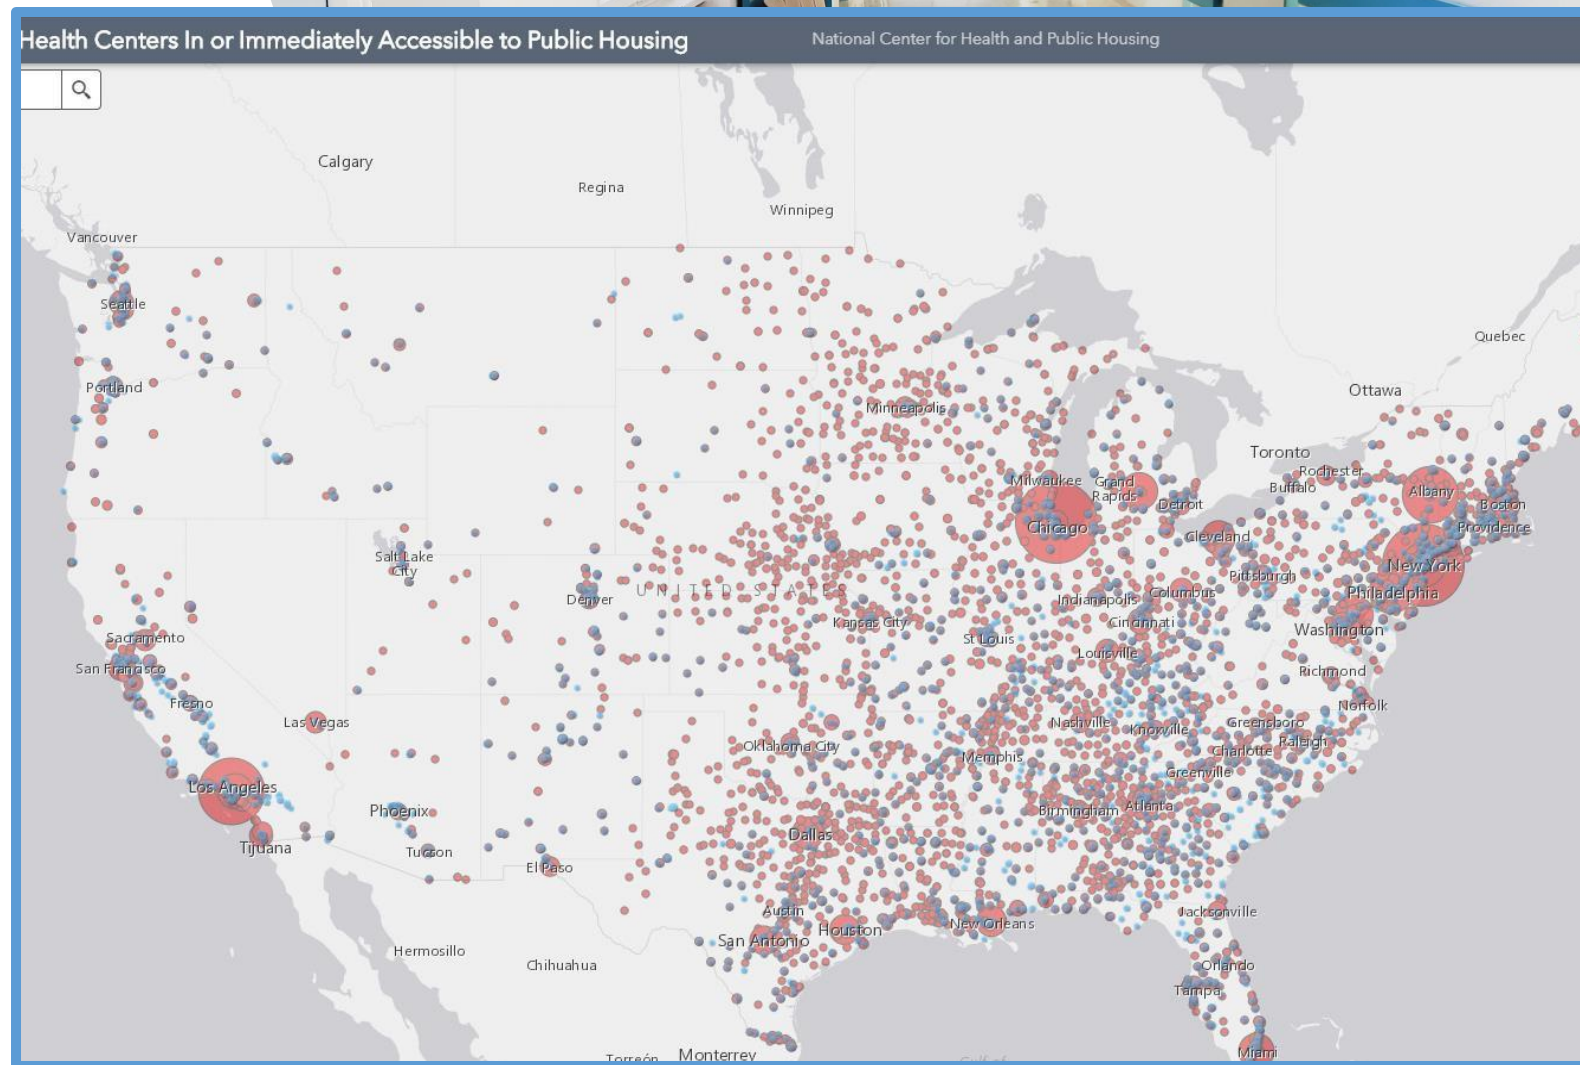 Health Centers In or Immediately Accessible to Public Housing
National Center for Health and Public Housing
Calgary
Regina
Winnipeg
Vancouver
Seattle
Quebec
Portland
Ottawa
Minneapolis
Toronto
Rochester
Buffalo
Milwaukee
Grand
Rapids
Detroit
Albany
Boston
Providence
Chicago
Cleveland
Salt Lake
City
New York
Pittsburgh
Philadelphia
Denver
UNITED STATES
Indianapolis
Columbus
Kansas City
Cincinnati
Washington
Sacramento
St Louis
Louisville
San Francisco
Richmond
Fresno
Norfolk
Las Vegas
Nashville
Knoxville
Greensboro
Raleigh
Oklahoma City
Memphis
Charlotte
Greenville
Los Angeles
Phoenix
Birmingham
Atlanta
Dallas
Tijuana
Tucson
El Paso
Austin
Jacksonville
San Antonio
Houston
New Orleans
Hermosillo
Chihuahua
Orlando
Tampa
Miami
Torreón
Monterrey
Gulf of